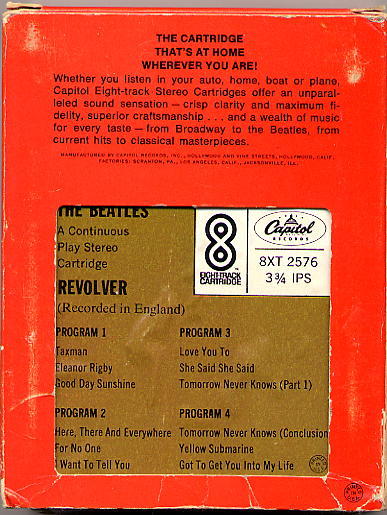 THE CARTRIDGE
THAT'S AT HOME
WHEREVER YOU ARE!
Whether you listen in your auto, home, boat or plane,
Capitol Eight-track Stereo Cartridges offer an unparal-
leled sound sensation — crisp clarity and maximum fi-
delity, superior craftsmanship . . . and a wealth of music
for every taste — from Broadway to the Beatles, from
current hits to classical masterpieces.
MANUFACTURED BY CAPITOL RECORDS, INC., HOLLYWOOD AND VINE STREETS, HOLLYWOOD, CALIF.
FACTORIES: SCRANTON, PA., LOS ANGELES, CALIF., JACKSONVILLE, ILL.
THE BEATLES
A Continuous
Play Stereo
Cartridge
8
EIGHT-TRACK
CARTRIDGE
Capitol
RECORDS
8XT 2576
3¾ IPS
REVOLVER
(Recorded in England)
PROGRAM 1
Taxman
Eleanor Rigby
Good Day Sunshine
PROGRAM 3
Love You To
She Said She Said
Tomorrow Never Knows (Part 1)
PROGRAM 2
Here, There And Everywhere
For No One
I Want To Tell You
PROGRAM 4
Tomorrow Never Knows (Conclusion
Yellow Submarine
Got To Get You Into My Life
PRINTED
IN
U.S.A.
PRINTED
IN
U.S.A.